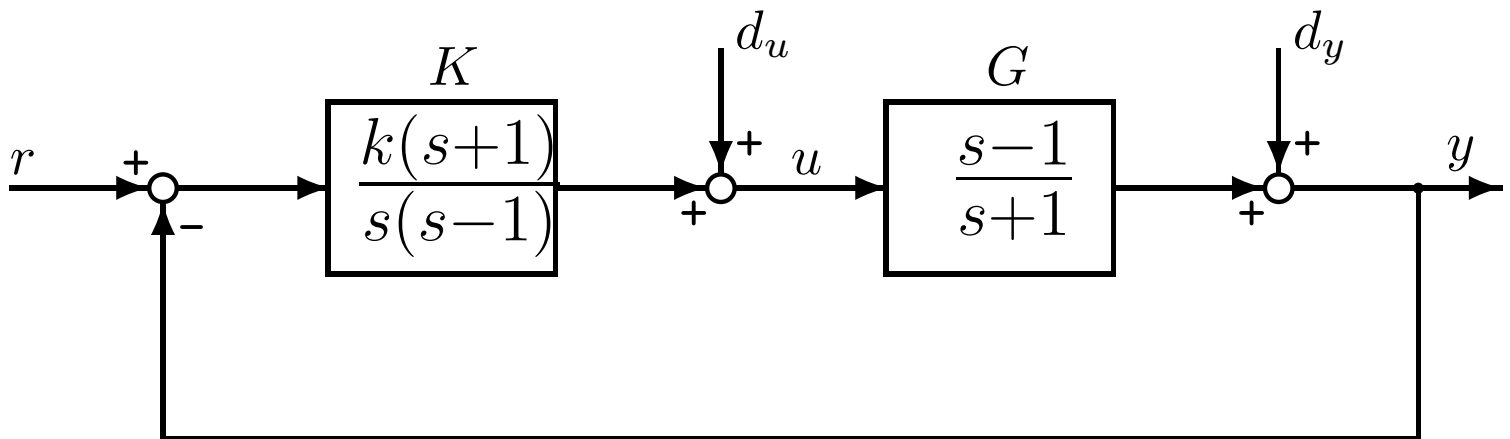 K
k(s+1)
s(s−1)
d_u
G
s−1
s+1
d_y
r
+
−
+
+
u
+
+
y